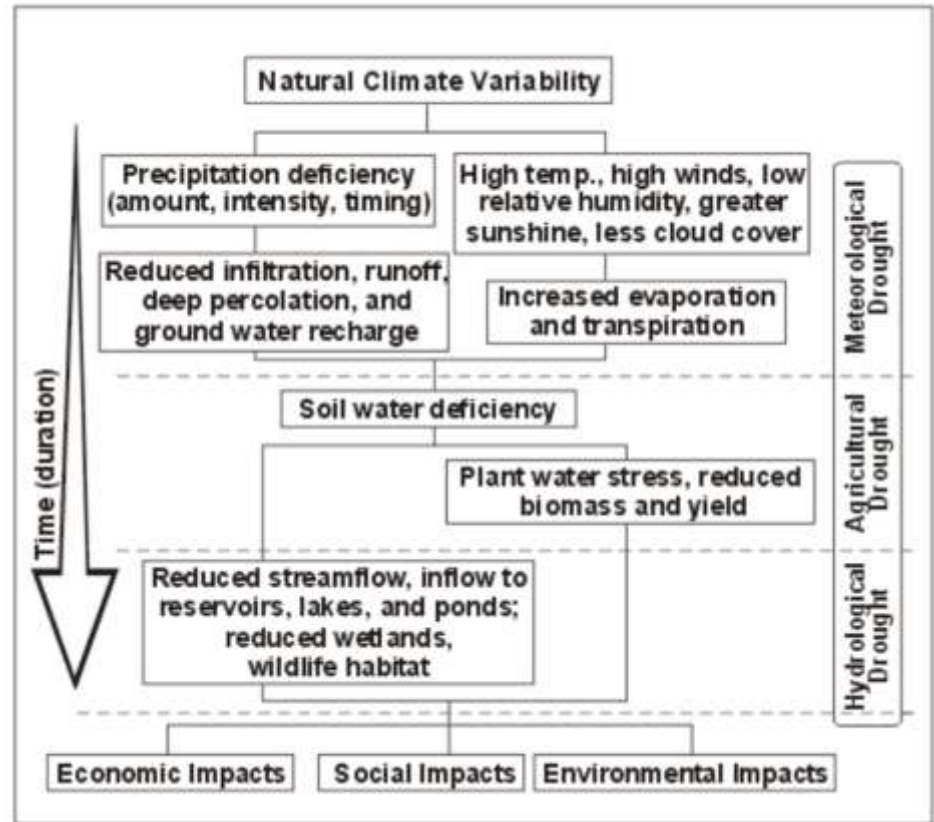 Natural Climate Variability
Precipitation deficiency
(amount, intensity, timing)
High temp., high winds, low
relative humidity, greater
sunshine, less cloud cover
Reduced infiltration, runoff,
deep percolation, and
ground water recharge
Increased evaporation
and transpiration
Meteorological
Drought
Time (duration)
Soil water deficiency
Plant water stress, reduced
biomass and yield
Agricultural
Drought
Reduced streamflow, inflow to
reservoirs, lakes, and ponds;
reduced wetlands,
wildlife habitat
Hydrological
Drought
Economic Impacts
Social Impacts
Environmental Impacts